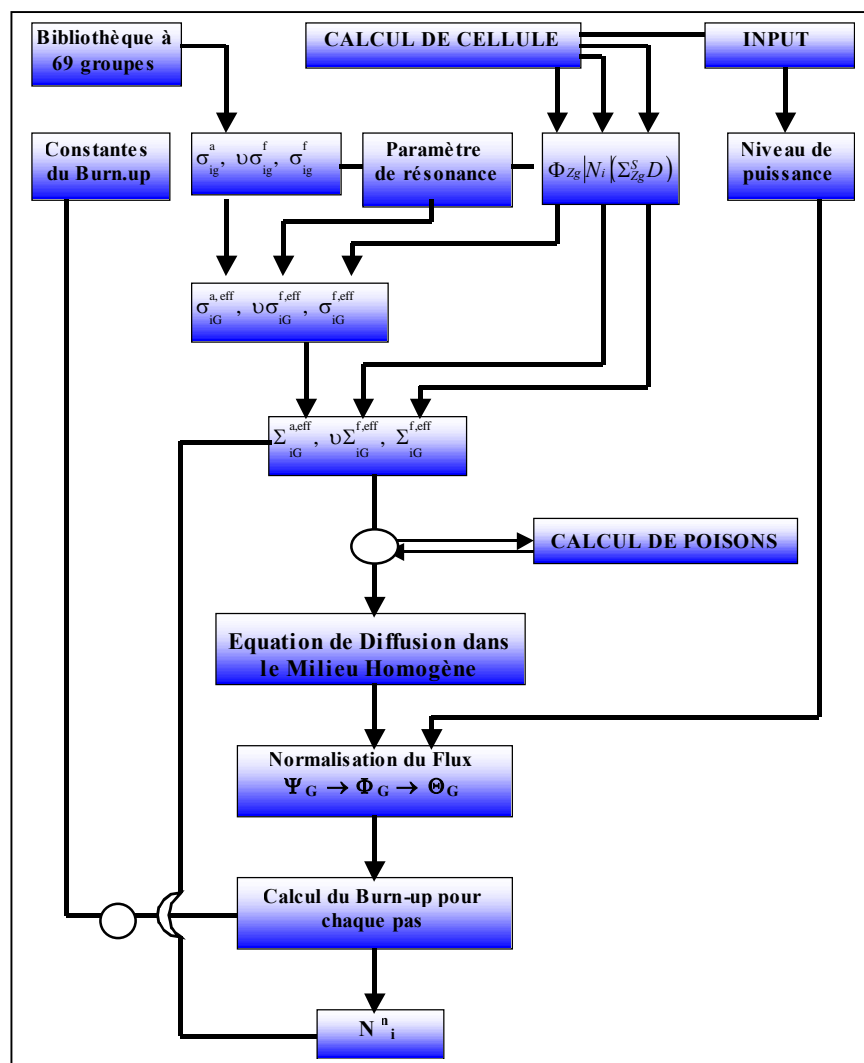 Bibliothèque à
69 groupes
CALCUL DE CELLULE
INPUT
Constantes
du Burn.up
σ^a_ig, υσ^f_ig, σ^f_ig
Paramètre
de résonance
Φ_Zg|N_i|(Σ^S_Zg D)
Niveau de
puissance
σ^a,eff_iG, υσ^f,eff_iG, σ^f,eff_iG
Σ^a,eff_iG, υΣ^f,eff_iG, Σ^f,eff_iG
CALCUL DE POISONS
Equation de Diffusion dans
le Milieu Homogène
Normalisation du Flux
Ψ_G → Φ_G → Θ_G
Calcul du Burn-up pour
chaque pas
N^n_i